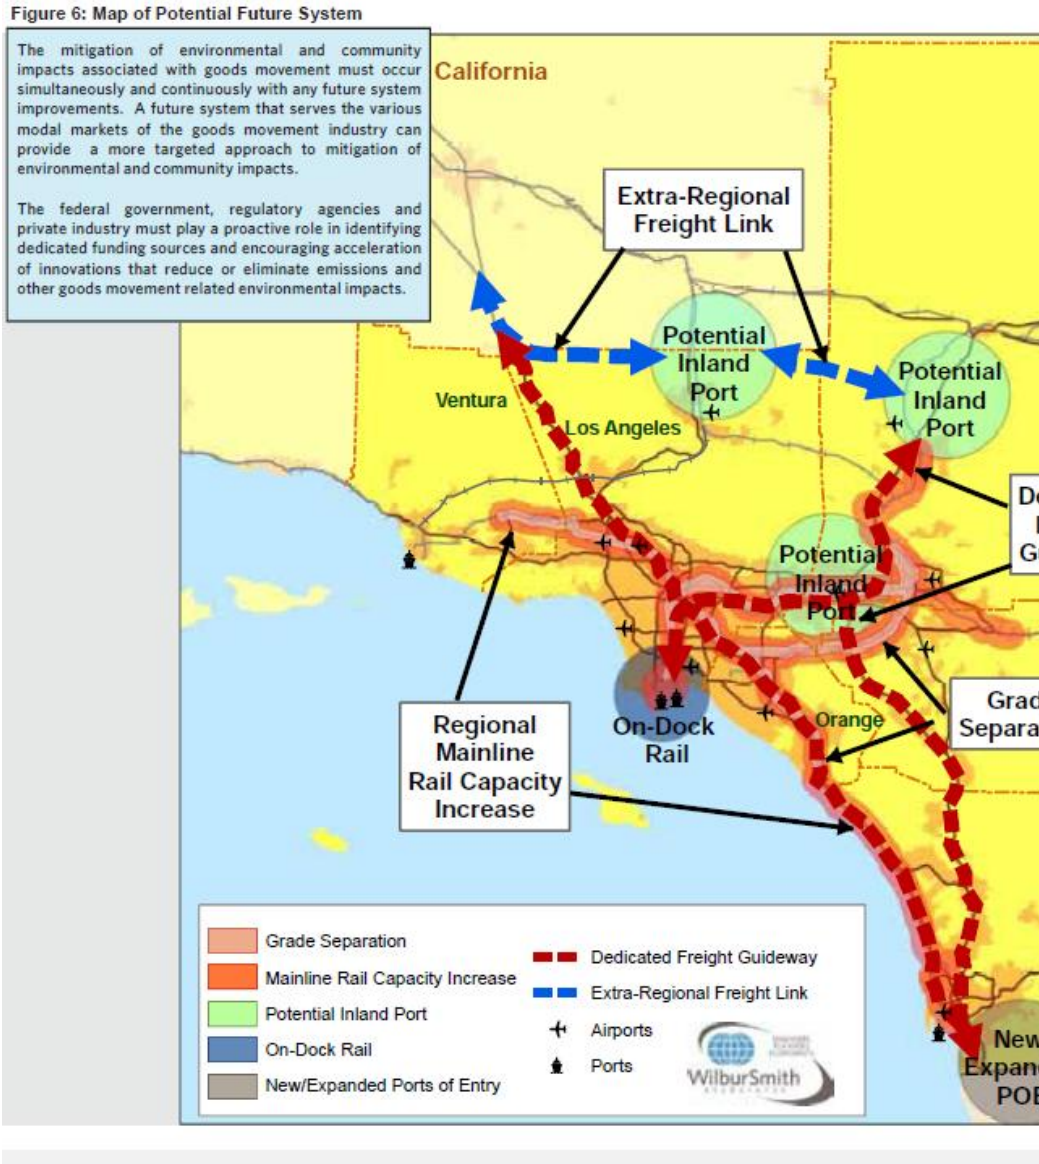 Figure 6: Map of Potential Future System
The mitigation of environmental and community
impacts associated with goods movement must occur
simultaneously and continuously with any future system
improvements. A future system that serves the various
modal markets of the goods movement industry can
provide a more targeted approach to mitigation of
environmental and community impacts.
The federal government, regulatory agencies and
private industry must play a proactive role in identifying
dedicated funding sources and encouraging acceleration
of innovations that reduce or eliminate emissions and
other goods movement related environmental impacts.
California
Extra-Regional
Freight Link
Potential
Inland
Port
Potential
Inland
Port
Ventura
Los Angeles
Potential
Inland
Port
Regional
Mainline
Rail Capacity
Increase
On-Dock
Rail
Orange
Grad
Separa
New
Expan
POE
Grade Separation
Mainline Rail Capacity Increase
Potential Inland Port
On-Dock Rail
New/Expanded Ports of Entry
Dedicated Freight Guideway
Extra-Regional Freight Link
Airports
Ports
WilburSmith
ASSOCIATES